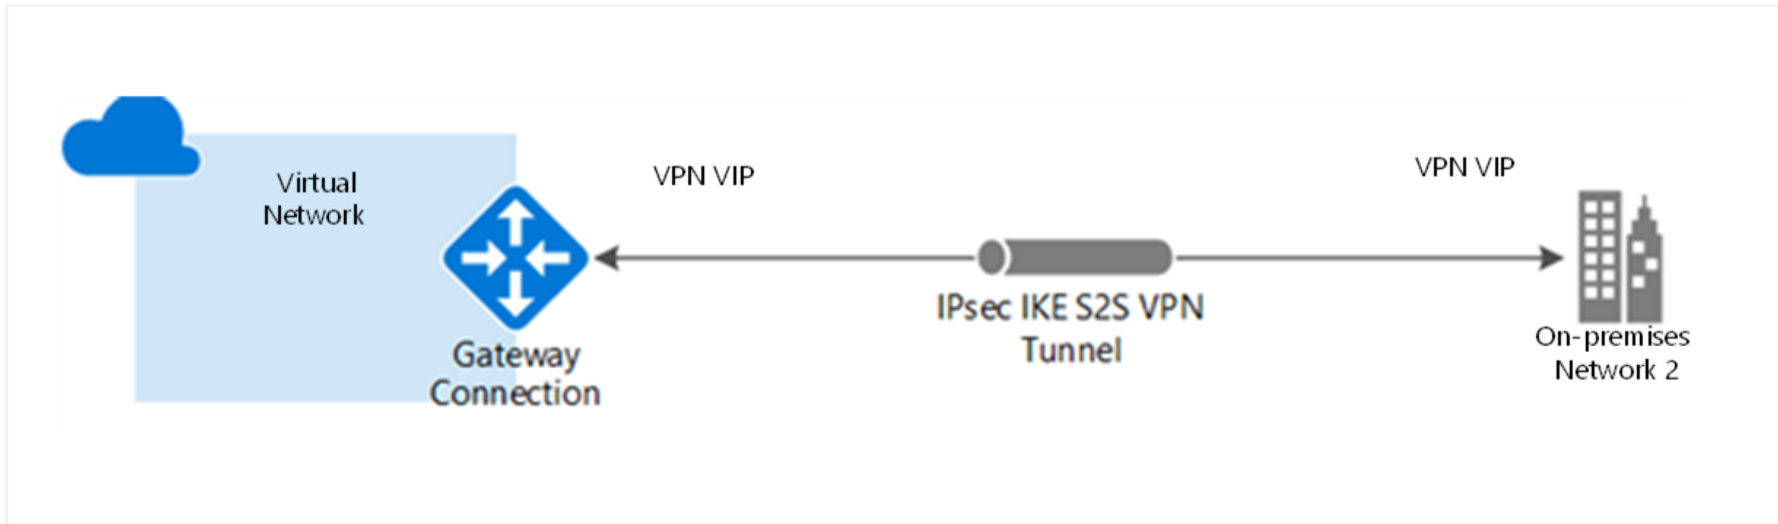 Virtual
Network
VPN VIP
VPN VIP
IPsec IKE S2S VPN
Tunnel
Gateway
Connection
On-premises
Network 2